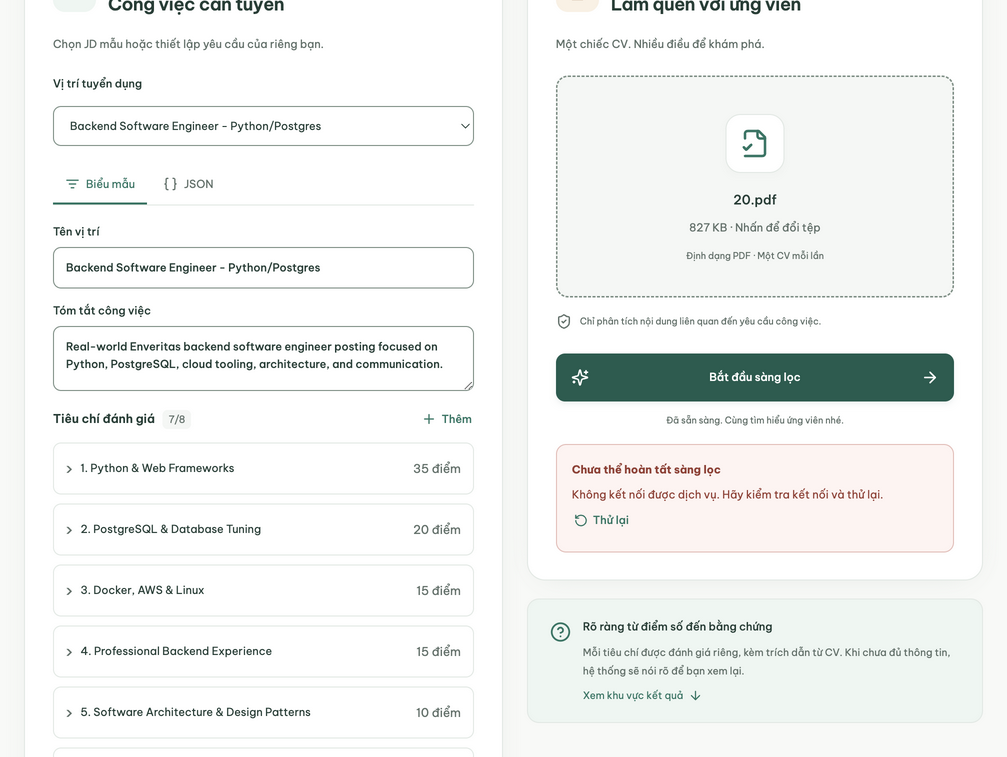 Công việc cần tuyển
Chọn JD mẫu hoặc thiết lập yêu cầu của riêng bạn.
Vị trí tuyển dụng
Backend Software Engineer - Python/Postgres
Biểu mẫu
{ } JSON
Tên vị trí
Backend Software Engineer - Python/Postgres
Tóm tắt công việc
Real-world Enveritas backend software engineer posting focused on
Python, PostgreSQL, cloud tooling, architecture, and communication.
Tiêu chí đánh giá 7/8
+ Thêm
1. Python & Web Frameworks 35 điểm
2. PostgreSQL & Database Tuning 20 điểm
3. Docker, AWS & Linux 15 điểm
4. Professional Backend Experience 15 điểm
5. Software Architecture & Design Patterns 10 điểm
Làm quen với ứng viên
Một chiếc CV. Nhiều điều để khám phá.
20.pdf
827 KB · Nhấn để đổi tệp
Định dạng PDF · Một CV mỗi lần
Chỉ phân tích nội dung liên quan đến yêu cầu công việc.
Bắt đầu sàng lọc
Đã sẵn sàng. Cùng tìm hiểu ứng viên nhé.
Chưa thể hoàn tất sàng lọc
Không kết nối được dịch vụ. Hãy kiểm tra kết nối và thử lại.
Thử lại
Rõ ràng từ điểm số đến bằng chứng
Mỗi tiêu chí được đánh giá riêng, kèm trích dẫn từ CV. Khi chưa đủ thông tin,
hệ thống sẽ nói rõ để bạn xem lại.
Xem khu vực kết quả